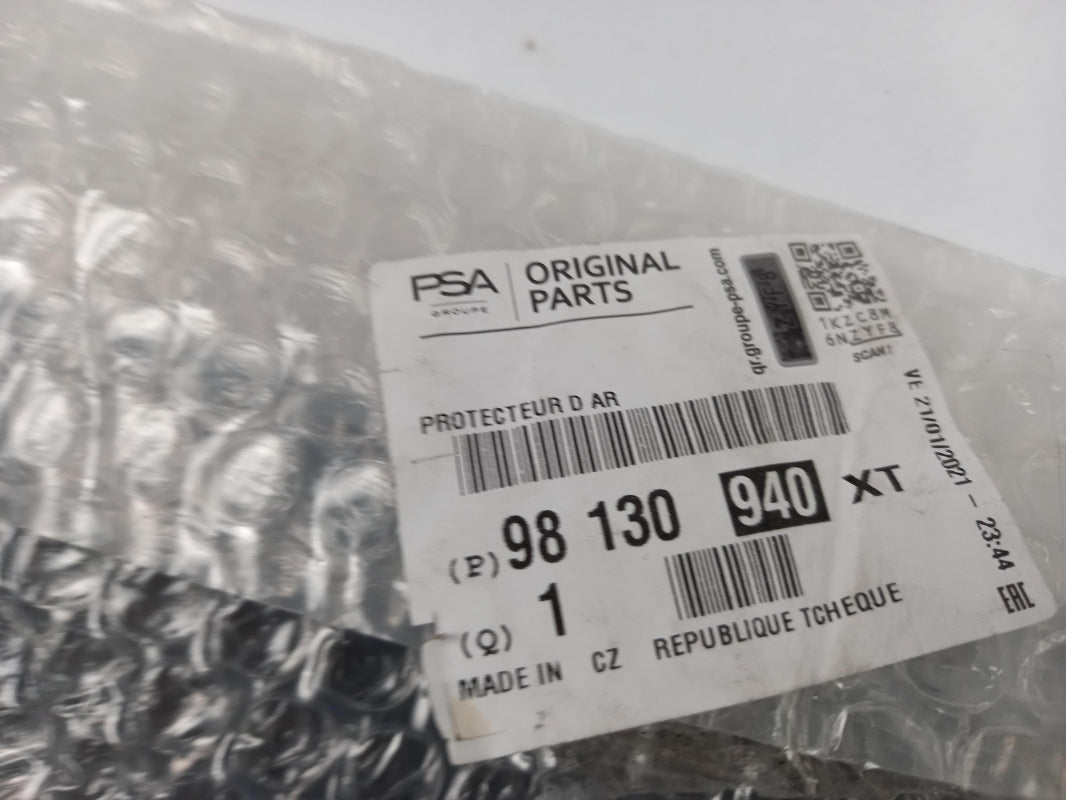 PSA
GROUPE
ORIGINAL
PARTS
qr.groupe-psa.com
1KZC8M
6NZYF8
SCAN!
PROTECTEUR D AR
(P) 98 130 940 XT
(Q) 1
MADE IN CZ REPUBLIQUE TCHEQUE
VE 21/01/2021 - 23:44
EAC